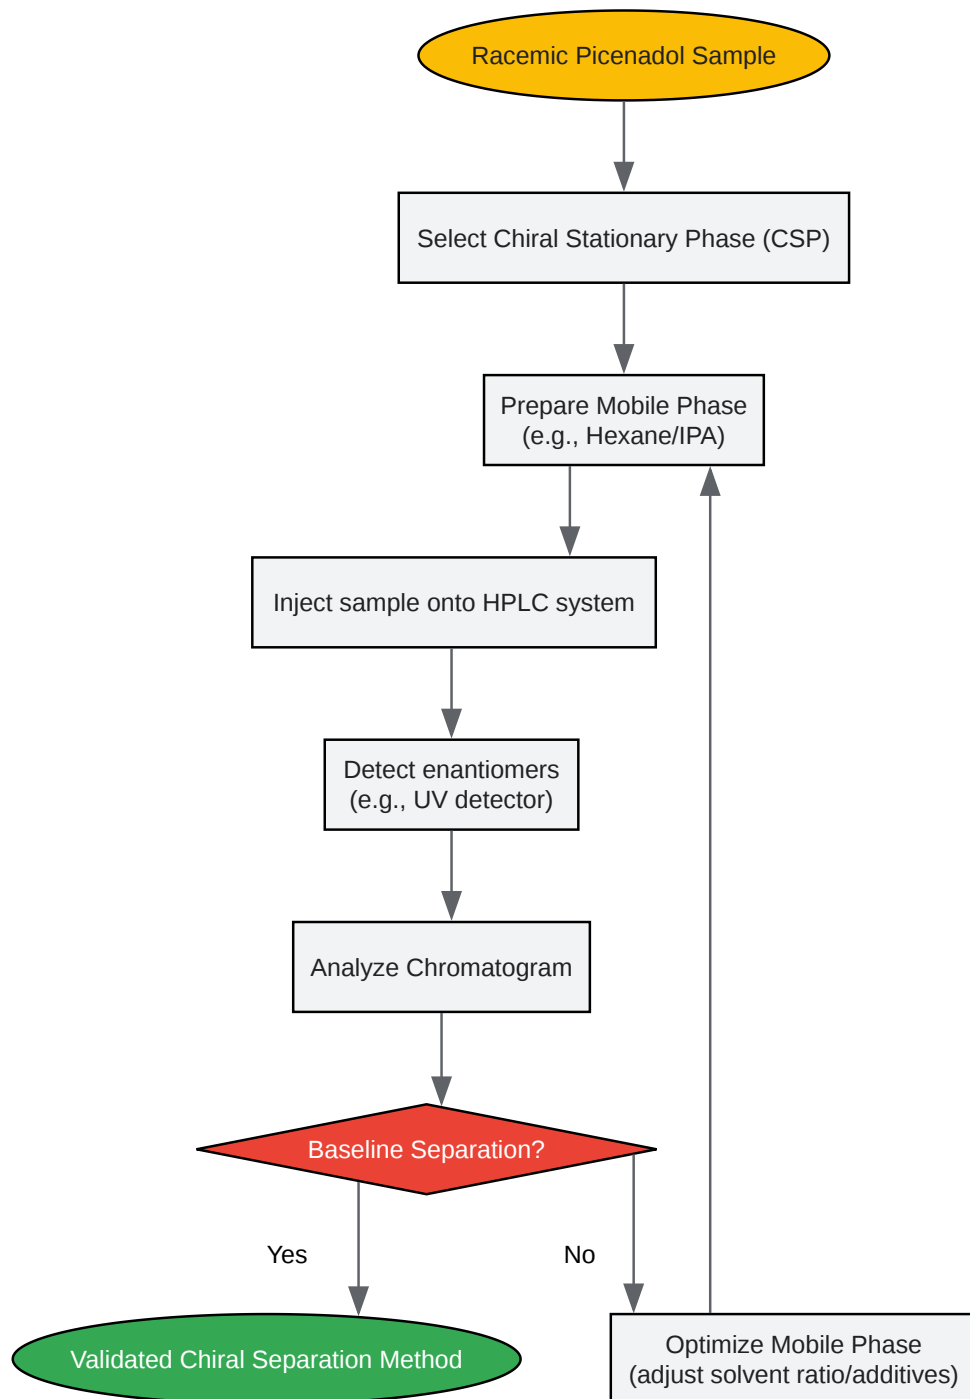 Racemic Picenadol Sample
Select Chiral Stationary Phase (CSP)
Prepare Mobile Phase
(e.g., Hexane/IPA)
Inject sample onto HPLC system
Detect enantiomers
(e.g., UV detector)
Analyze Chromatogram
Baseline Separation?
Yes
No
Validated Chiral Separation Method
Optimize Mobile Phase
(adjust solvent ratio/additives)